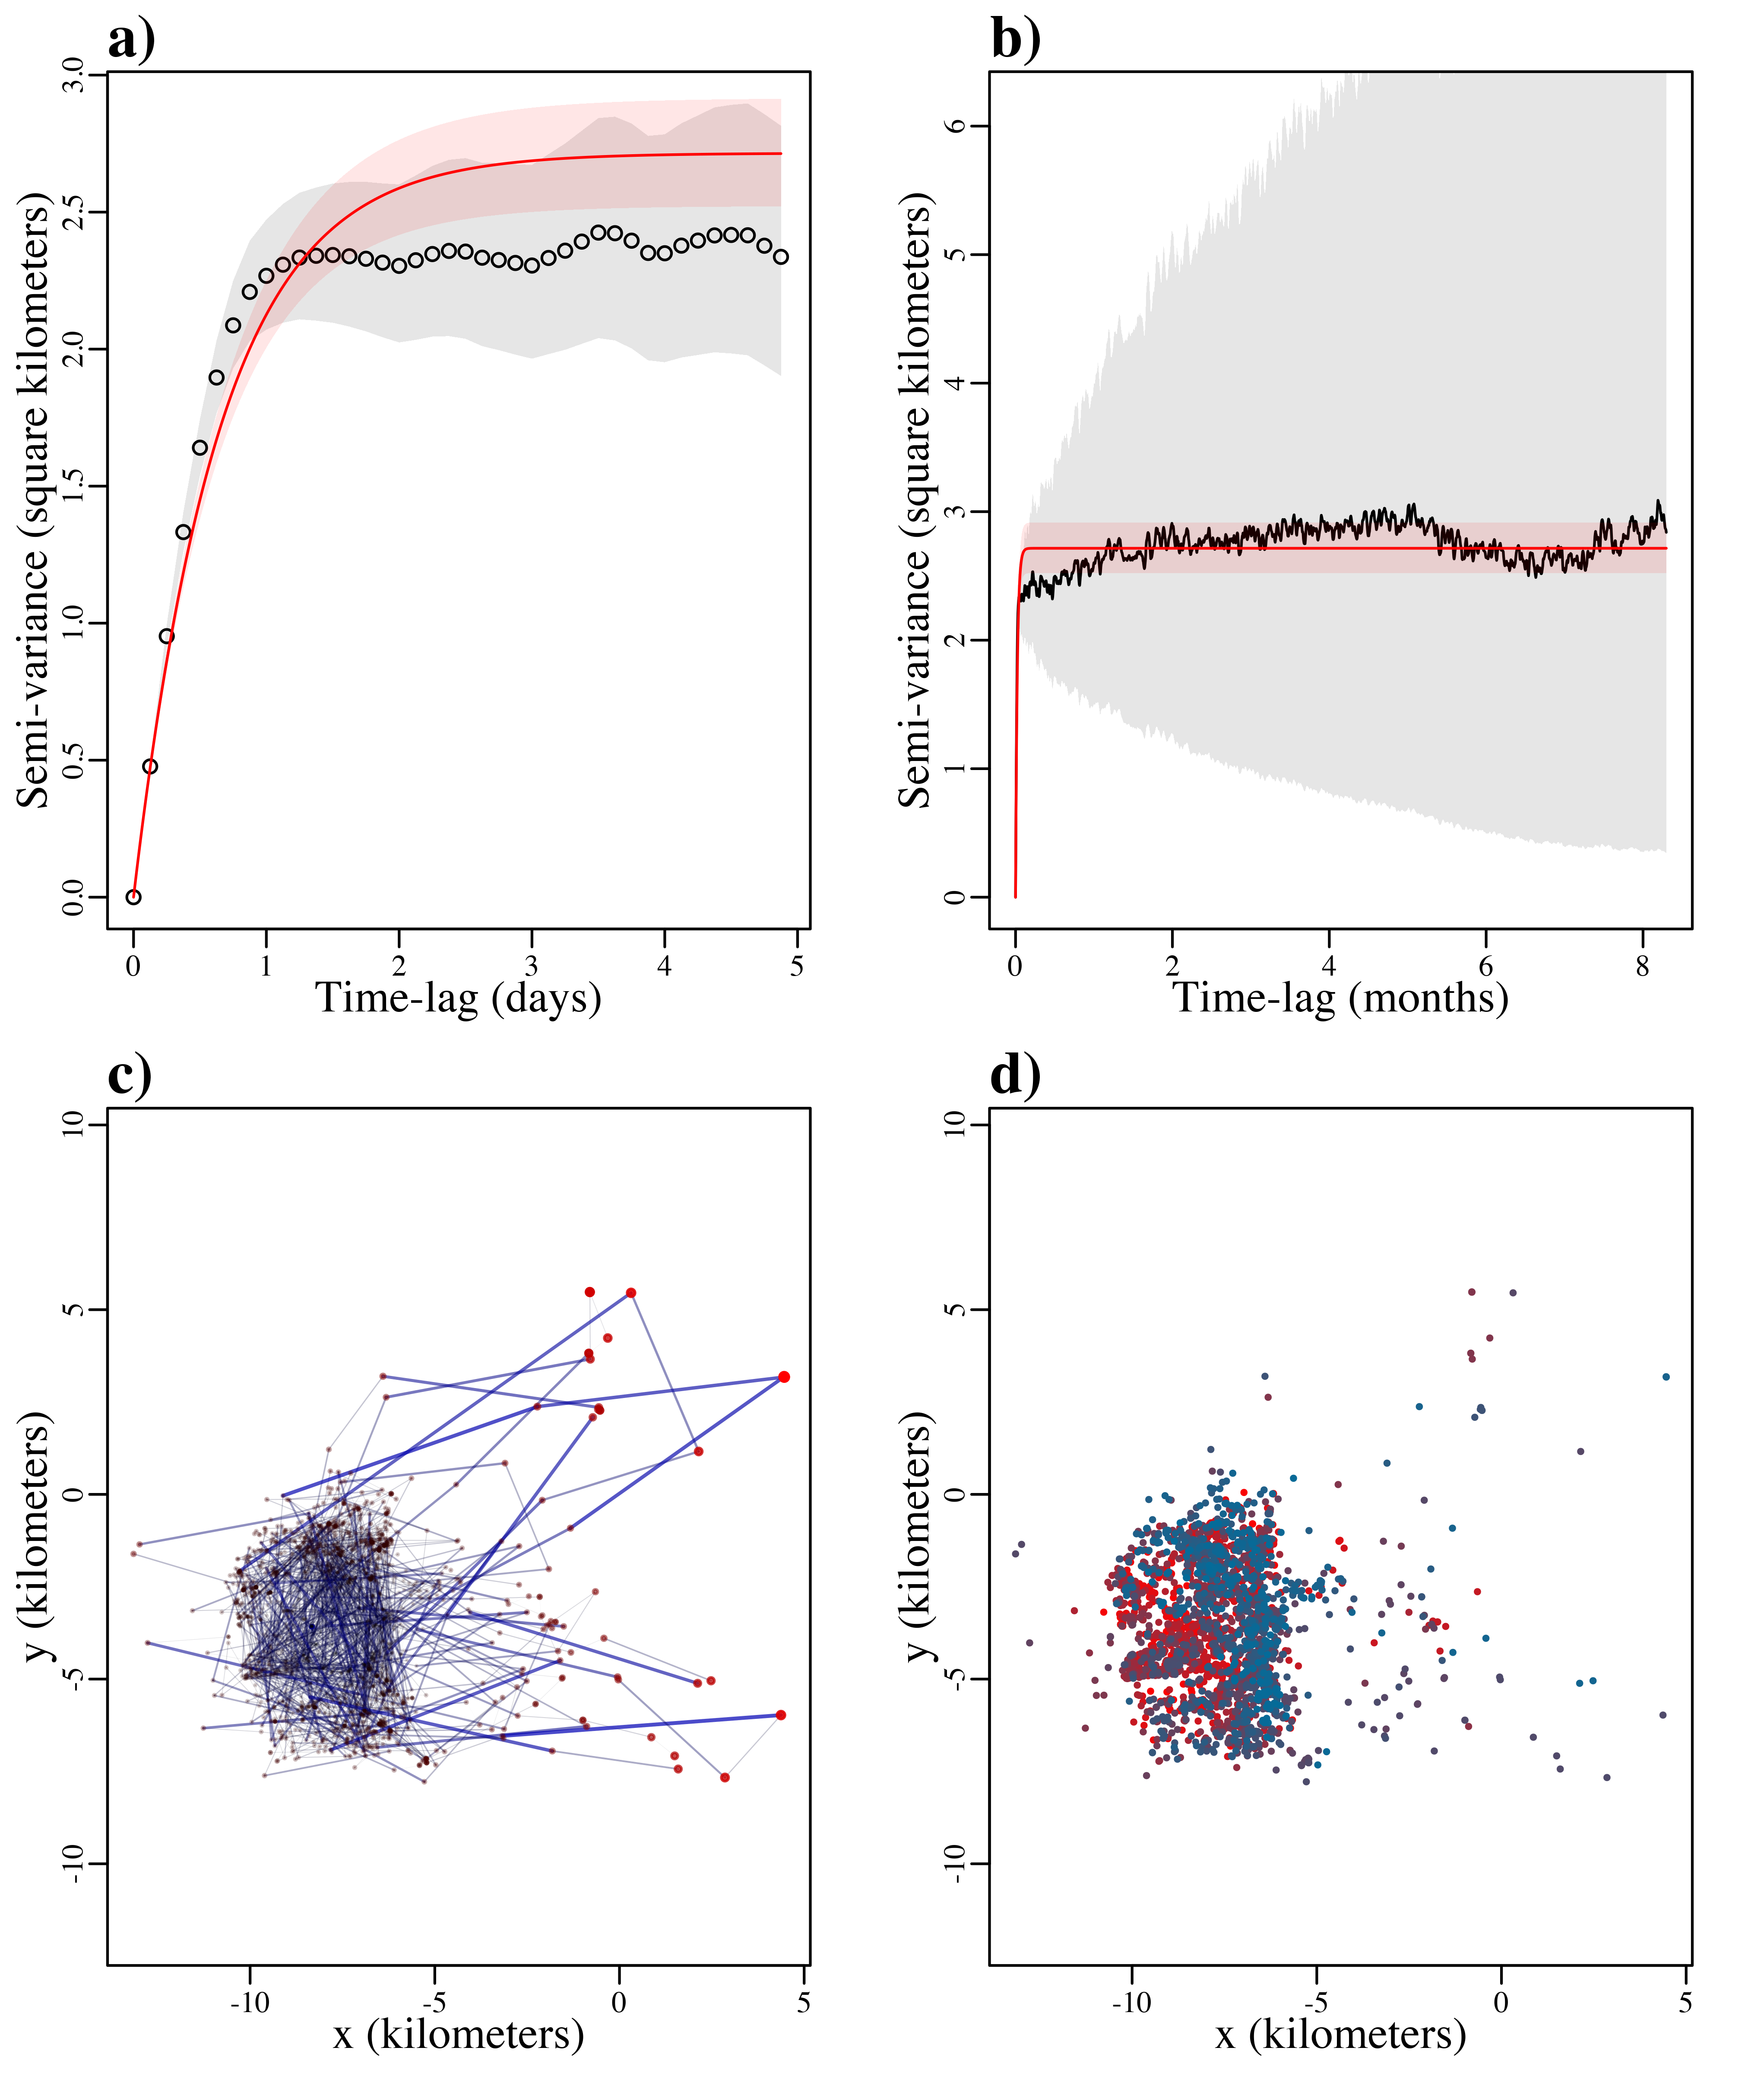 a)
3.0
2.5
2.0
1.5
1.0
0.5
0.0
Semi-variance (square kilometers)
0 1 2 3 4 5
Time-lag (days)
b)
6
5
4
3
2
1
0
Semi-variance (square kilometers)
0 2 4 6 8
Time-lag (months)
c)
10
5
0
-5
-10
y (kilometers)
-10 -5 0 5
x (kilometers)
d)
10
5
0
-5
-10
y (kilometers)
-10 -5 0 5
x (kilometers)